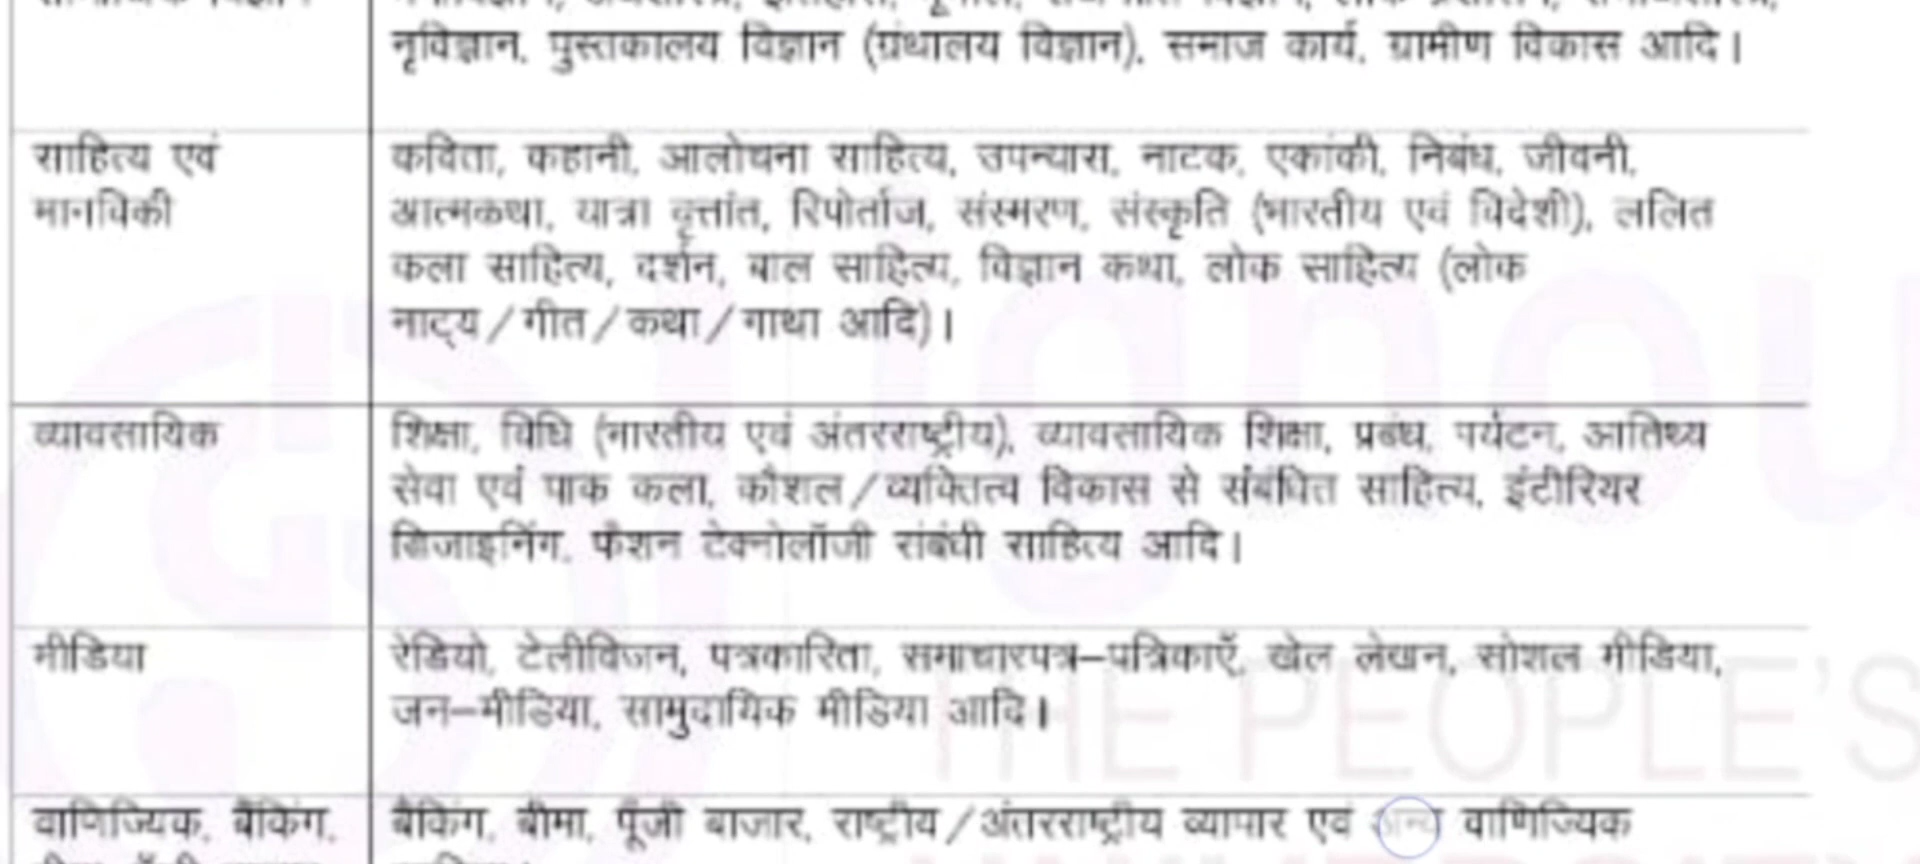 नृविज्ञान, पुस्तकालय विज्ञान (ग्रंथालय विज्ञान), समाज कार्य, ग्रामीण विकास आदि।
साहित्य एवं
मानविकी
कविता, कहानी, आलोचना साहित्य, उपन्यास, नाटक, एकांकी, निबंध, जीवनी,
आत्मकथा, यात्रा वृत्तांत, रिपोर्ताज, संस्मरण, संस्कृति (भारतीय एवं विदेशी), ललित
कला साहित्य, दर्शन, बाल साहित्य, विज्ञान कथा, लोक साहित्य (लोक
नाट्य/गीत/कथा/गाथा आदि)।
व्यावसायिक
शिक्षा, विधि (भारतीय एवं अंतरराष्ट्रीय), व्यावसायिक शिक्षा, प्रबंध, पर्यटन, आतिथ्य
सेवा एवं पाक कला, कौशल/व्यक्तित्व विकास से संबंधित साहित्य, इंटीरियर
डिजाइनिंग, फैशन टेक्नोलॉजी संबंधी साहित्य आदि।
मीडिया
रेडियो, टेलीविजन, पत्रकारिता, समाचारपत्र–पत्रिकाएँ, खेल लेखन, सोशल मीडिया,
जन–मीडिया, सामुदायिक मीडिया आदि।
वाणिज्यिक, बैंकिंग,
बैंकिंग, बीमा, पूँजी बाजार, राष्ट्रीय/अंतरराष्ट्रीय व्यापार एवं अन्य वाणिज्यिक
ignou
THE PEOPLE'S